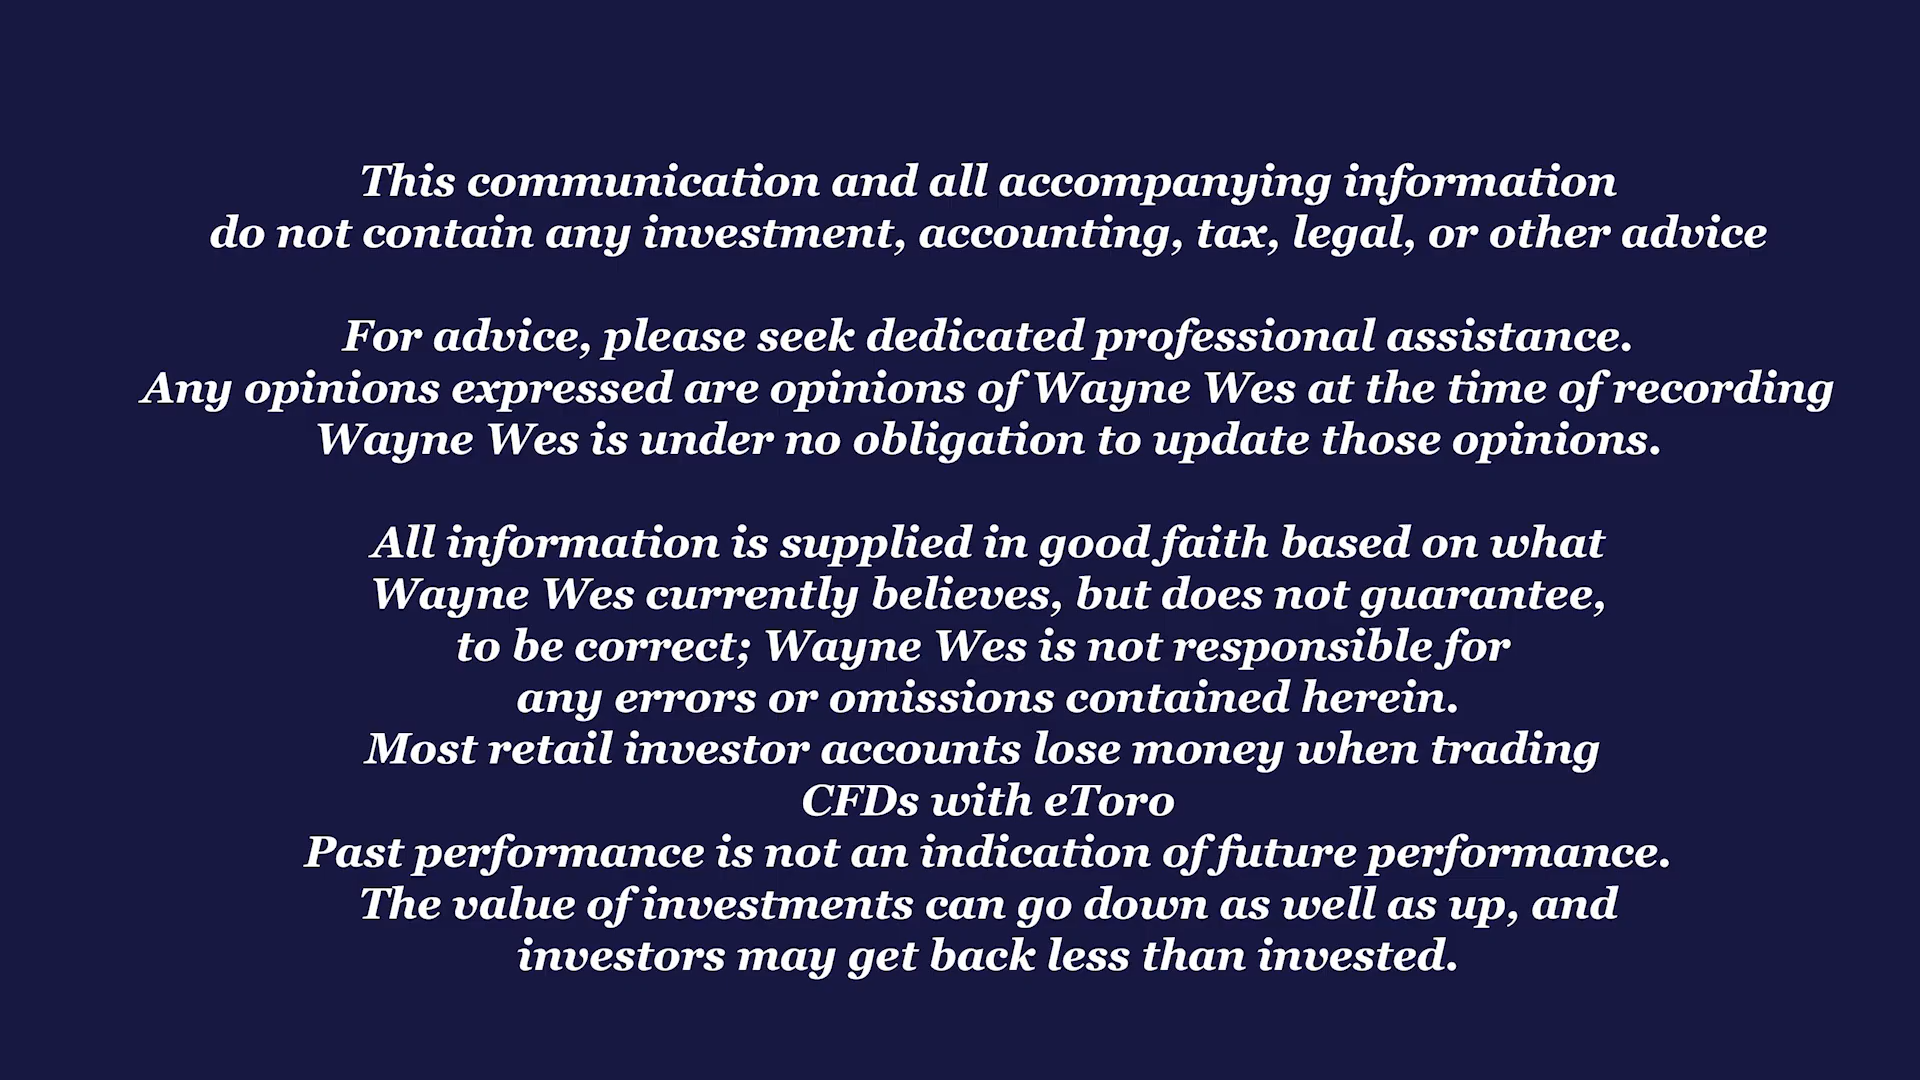 This communication and all accompanying information
do not contain any investment, accounting, tax, legal, or other advice
For advice, please seek dedicated professional assistance.
Any opinions expressed are opinions of Wayne Wes at the time of recording
Wayne Wes is under no obligation to update those opinions.
All information is supplied in good faith based on what
Wayne Wes currently believes, but does not guarantee,
to be correct; Wayne Wes is not responsible for
any errors or omissions contained herein.
Most retail investor accounts lose money when trading
CFDs with eToro
Past performance is not an indication of future performance.
The value of investments can go down as well as up, and
investors may get back less than invested.